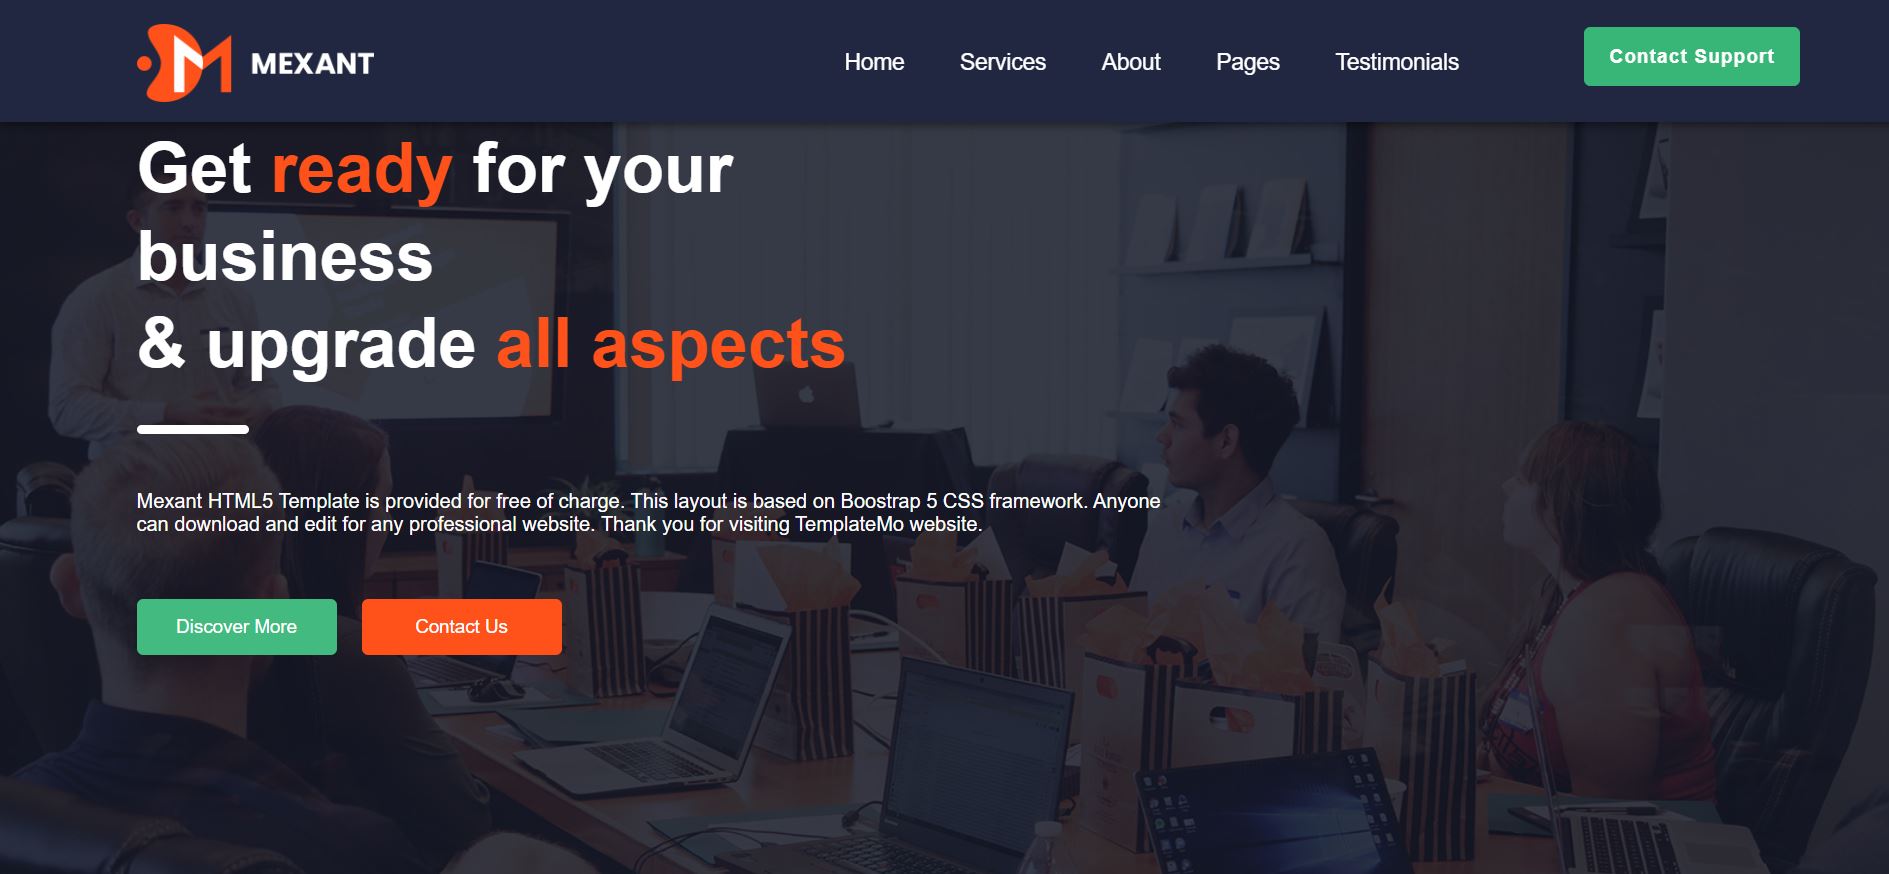 MEXANT
Home Services About Pages Testimonials
Contact Support
Get ready for your
business
& upgrade all aspects
Mexant HTML5 Template is provided for free of charge. This layout is based on Boostrap 5 CSS framework. Anyone
can download and edit for any professional website. Thank you for visiting TemplateMo website.
Discover More
Contact Us